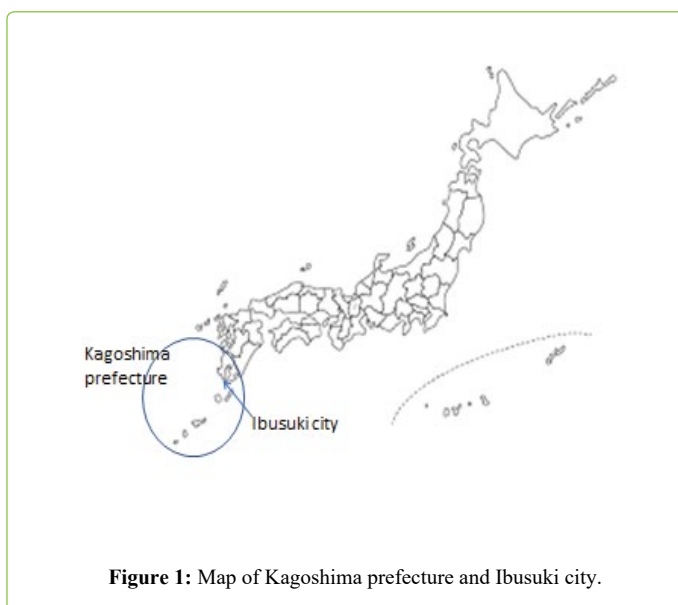 Kagoshima
prefecture
Ibusuki city
Figure 1: Map of Kagoshima prefecture and Ibusuki city.